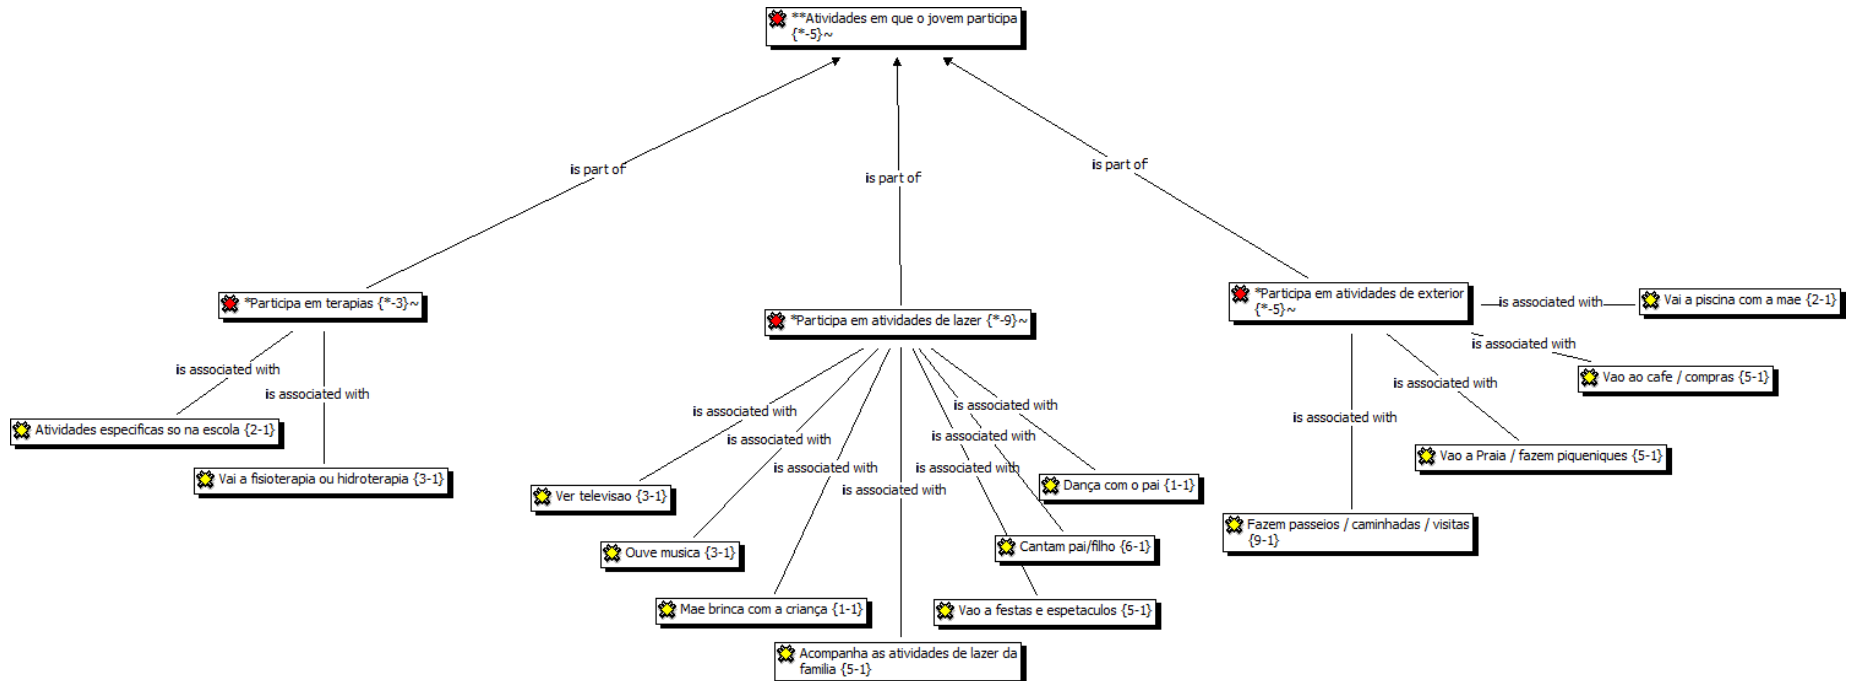 **Atividades em que o jovem participa
{*-5}~
is part of
is part of
is part of
*Participa em terapias {*-3}~
*Participa em atividades de lazer {*-9}~
*Participa em atividades de exterior
{*-5}~
is associated with
Vai a piscina com a mae {2-1}
is associated with
Vao ao cafe / compras {5-1}
is associated with
Vao a Praia / fazem piqueniques {5-1}
is associated with
Fazem passeios / caminhadas / visitas
{9-1}
is associated with
is associated with
Atividades especificas so na escola {2-1}
Vai a fisioterapia ou hidroterapia {3-1}
is associated with
is associated with
is associated with
is associated with
is associated with
is associated with
is associated with
Ver televisao {3-1}
Dança com o pai {1-1}
Ouve musica {3-1}
Cantam pai/filho {6-1}
Mae brinca com a criança {1-1}
Vao a festas e espetaculos {5-1}
Acompanha as atividades de lazer da
familia {5-1}